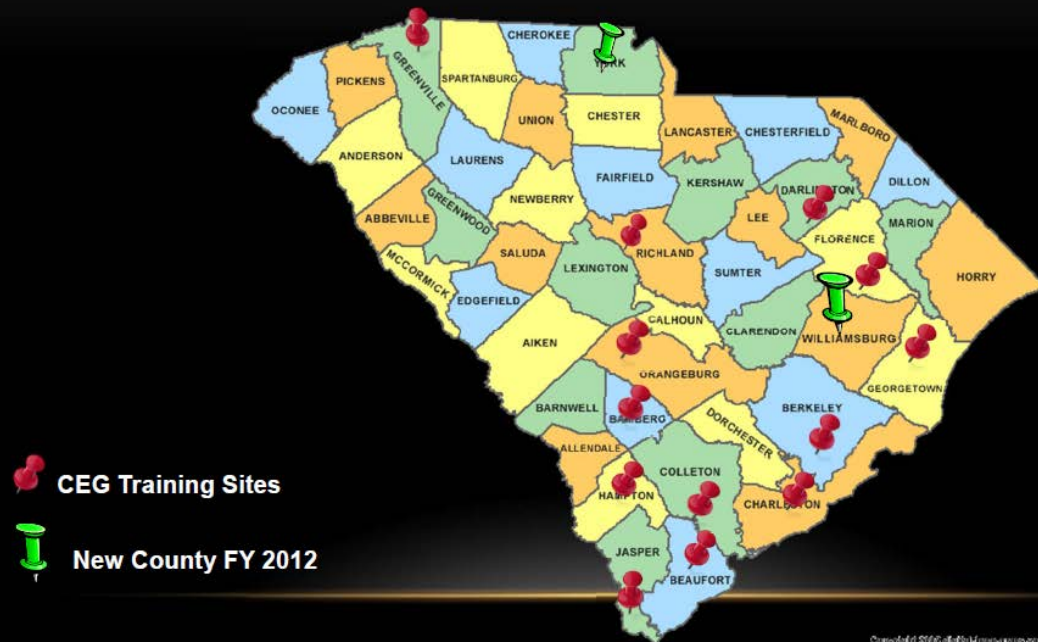 CHEROKEE
YORK
PICKENS
GREENVILLE
SPARTANBURG
OCONEE
UNION
CHESTER
LANCASTER
CHESTERFIELD
MARLBORO
ANDERSON
LAURENS
FAIRFIELD
KERSHAW
DARLINGTON
DILLON
NEWBERRY
ABBEVILLE
GREENWOOD
LEE
MARION
FLORENCE
SALUDA
RICHLAND
MCCORMICK
LEXINGTON
SUMTER
HORRY
EDGEFIELD
CALHOUN
CLARENDON
WILLIAMSBURG
AIKEN
ORANGEBURG
GEORGETOWN
BARNWELL
BAMBERG
DORCHESTER
BERKELEY
ALLENDALE
COLLETON
HAMPTON
CHARLESTON
JASPER
BEAUFORT
CEG Training Sites
New County FY 2012